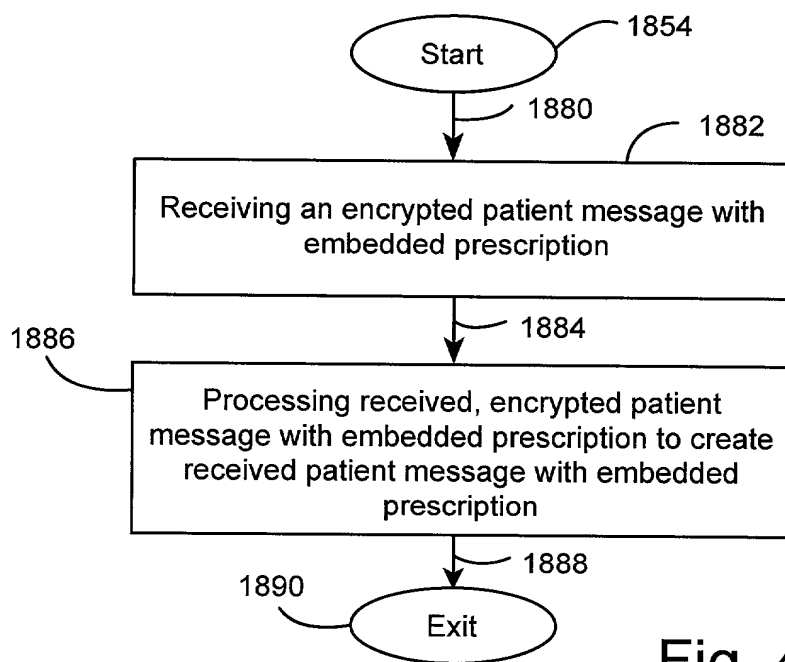 Start
1854
1880
1882
Receiving an encrypted patient message with
embedded prescription
1884
1886
Processing received, encrypted patient
message with embedded prescription to create
received patient message with embedded
prescription
1888
1890
Exit
Fig.